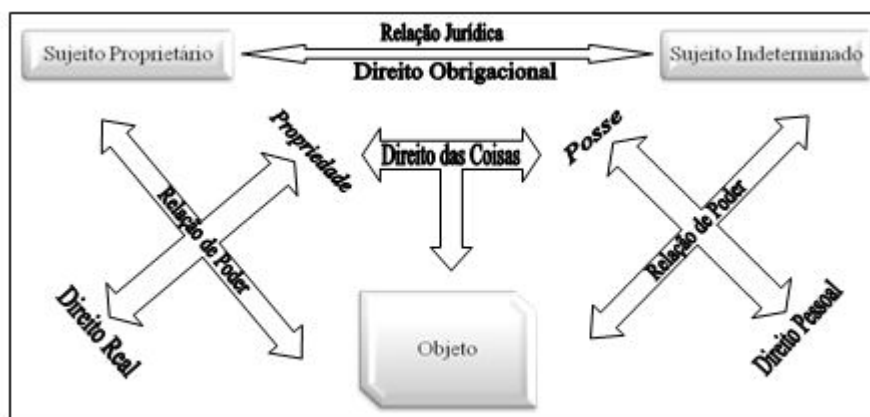 Relação Jurídica
Sujeito Proprietário
Sujeito Indeterminado
Direito Obrigacional
Propriedade
Direito das Coisas
Posse
Relação de Poder
Relação de Poder
Direito Real
Objeto
Direito Pessoal